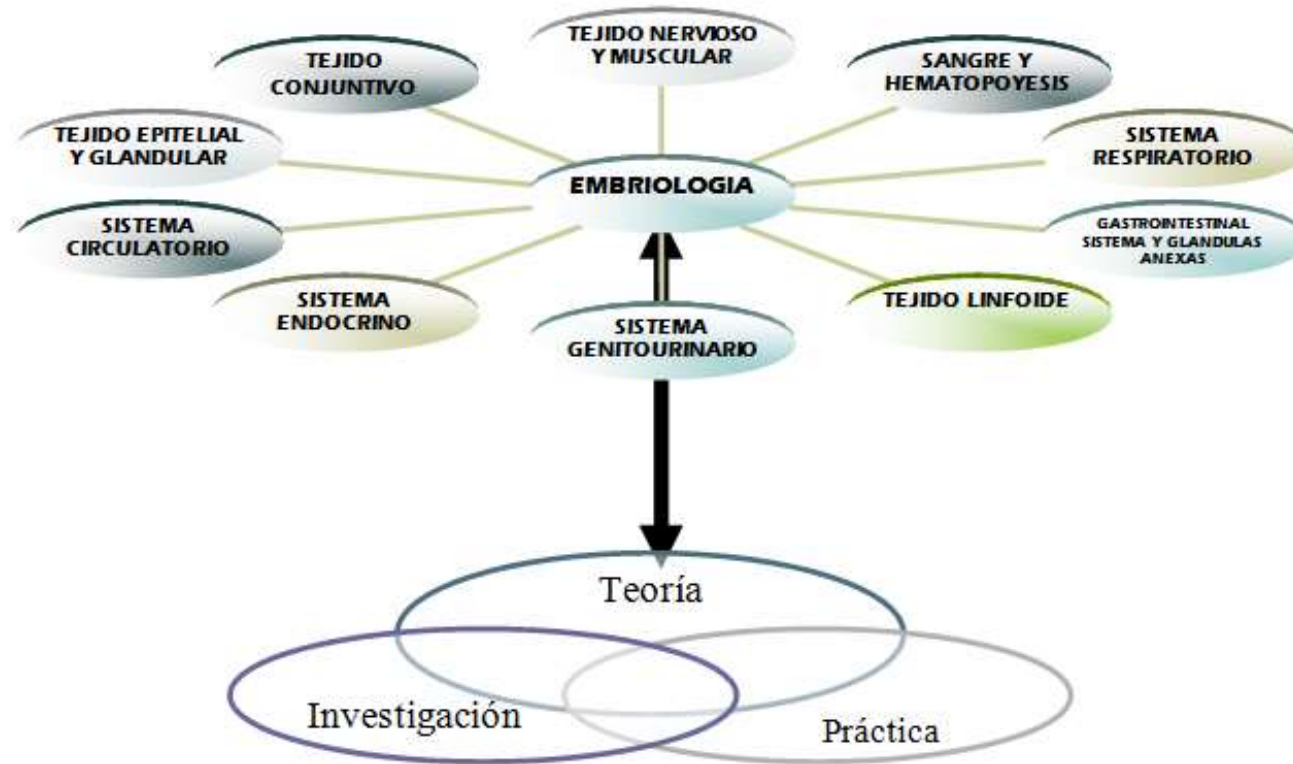 TEJIDO NERVIOSO
Y MUSCULAR
TEJIDO
CONJUNTIVO
SANGRE Y
HEMATOPOYESIS
TEJIDO EPITELIAL
Y GLANDULAR
SISTEMA
RESPIRATORIO
EMBRIOLOGIA
SISTEMA
CIRCULATORIO
GASTROINTESTINAL
SISTEMA Y GLANDULAS
ANEXAS
SISTEMA
ENDOCRINO
TEJIDO LINFOIDE
SISTEMA
GENITOURINARIO
Teoría
Investigación
Práctica